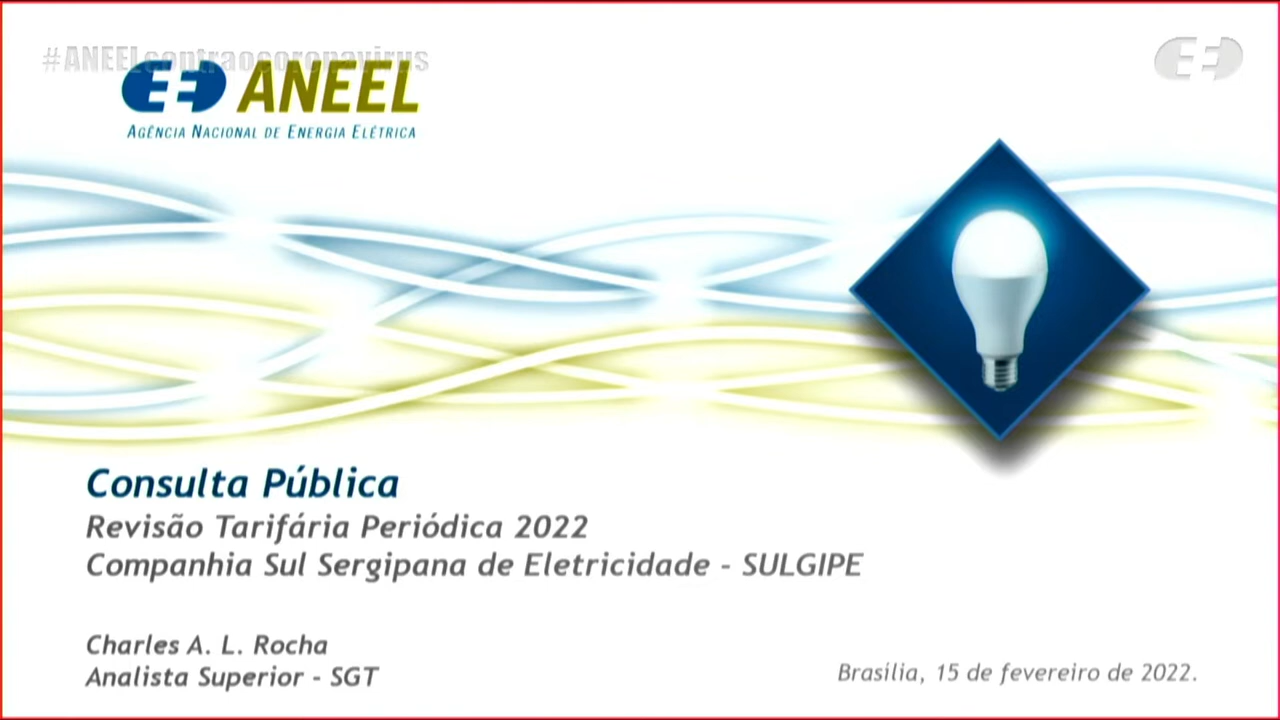 #ANEELcontraocoronavirus
ANEEL
AGÊNCIA NACIONAL DE ENERGIA ELÉTRICA
Consulta Pública
Revisão Tarifária Periódica 2022
Companhia Sul Sergipana de Eletricidade - SULGIPE
Charles A. L. Rocha
Analista Superior - SGT
Brasília, 15 de fevereiro de 2022.